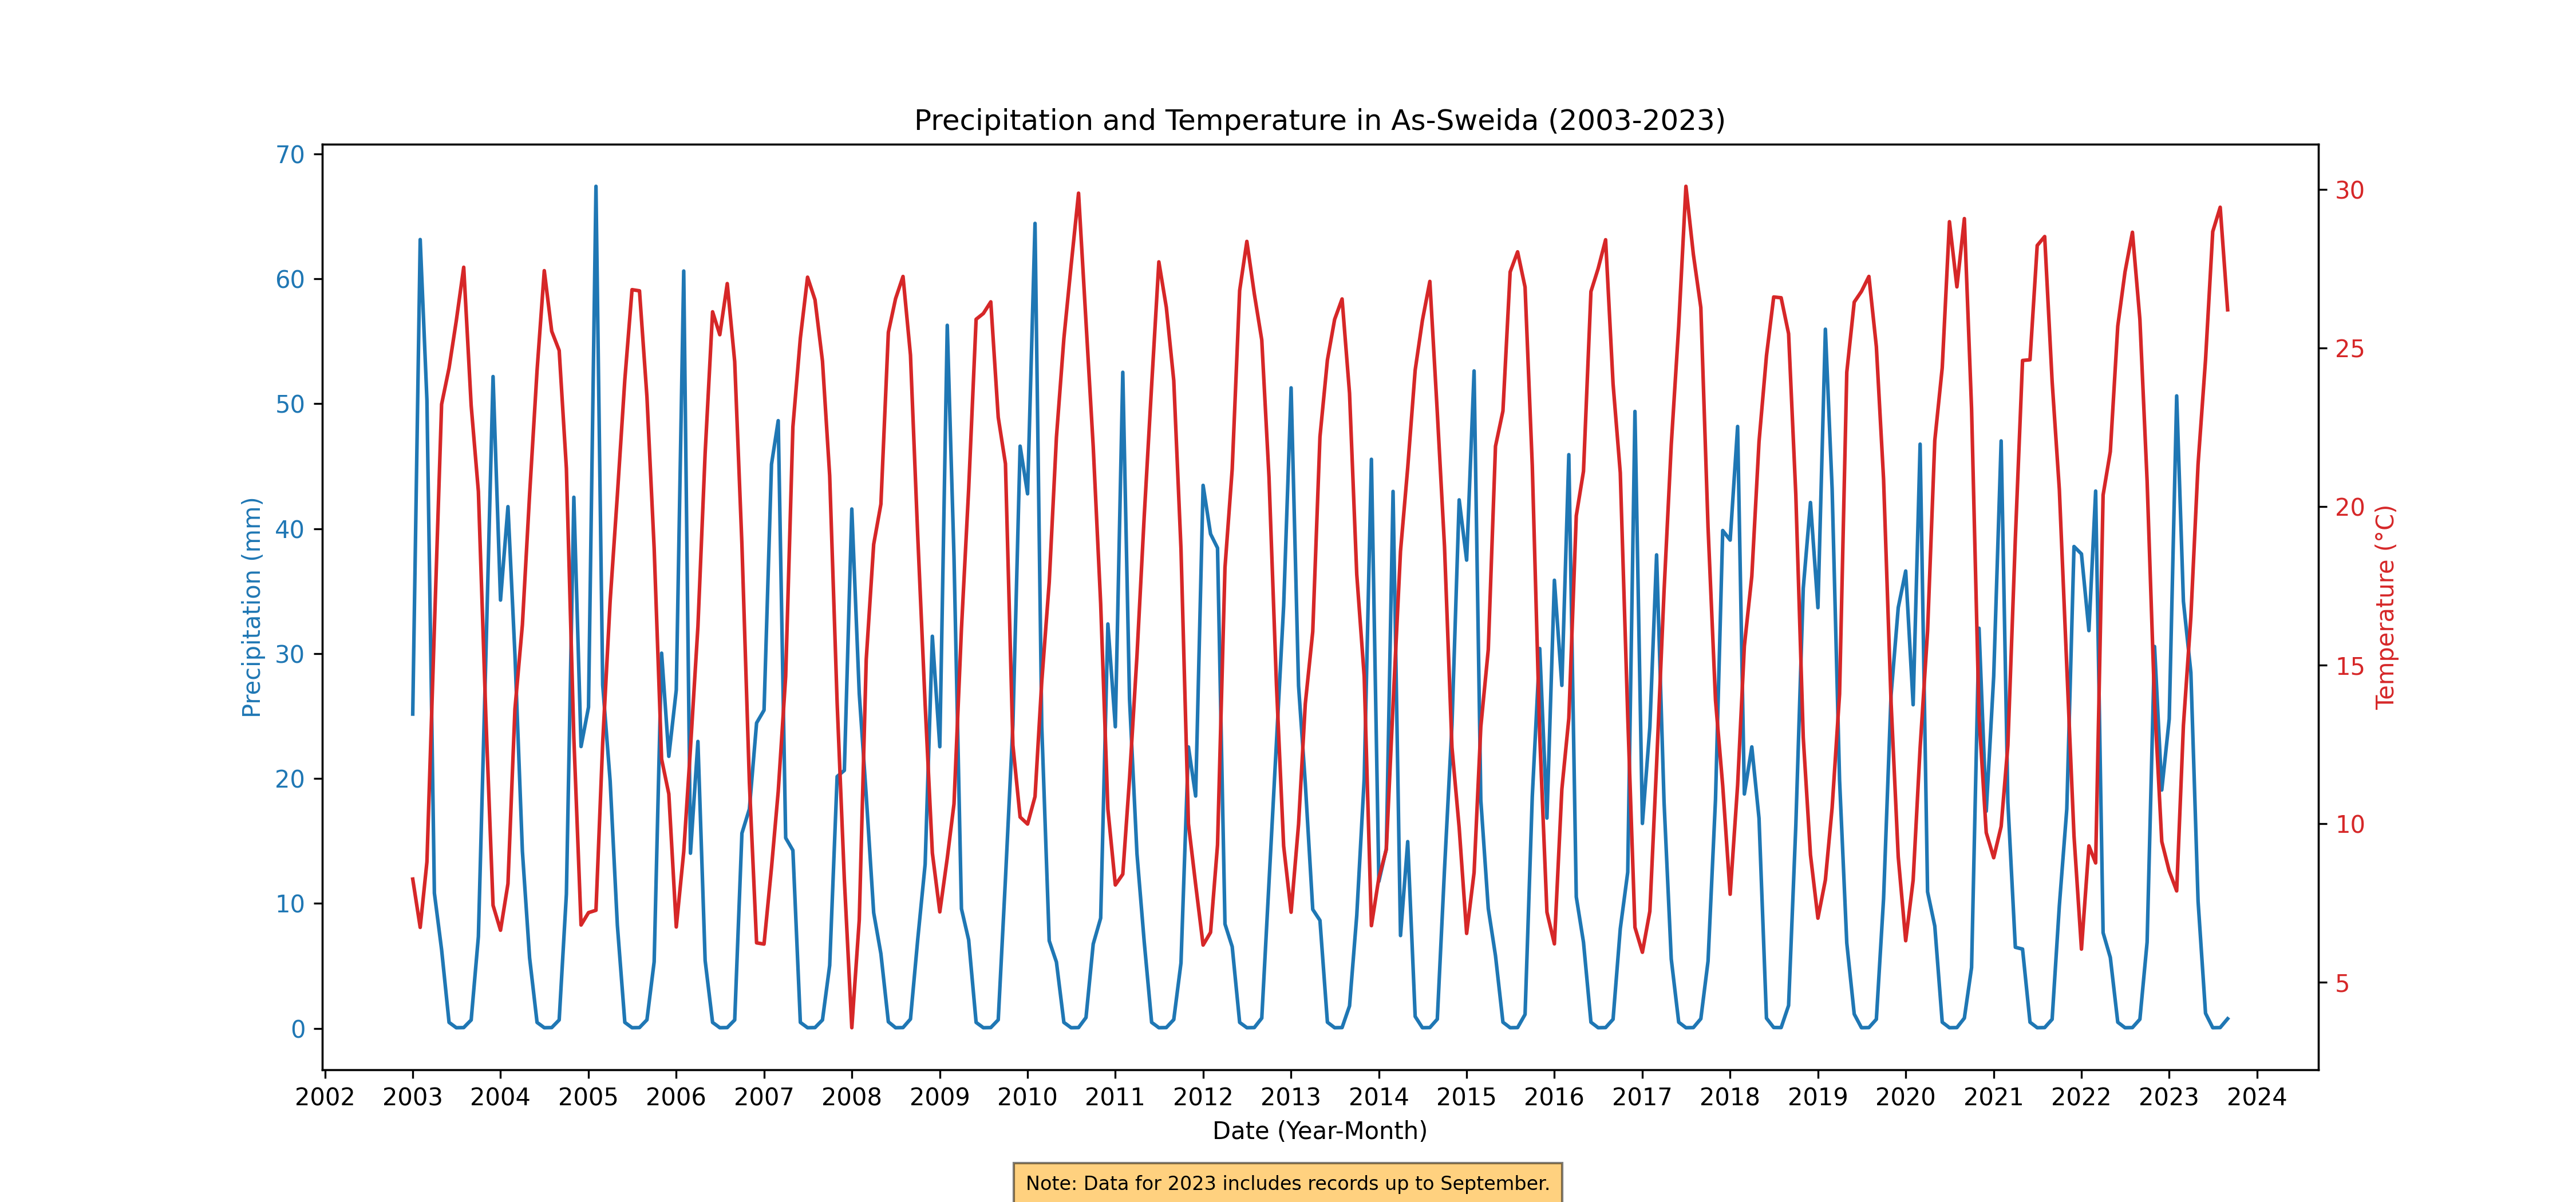 Precipitation and Temperature in As-Sweida (2003-2023)
70
60
50
40
30
20
10
0
Precipitation (mm)
30
25
20
15
10
5
Temperature (°C)
2002 2003 2004 2005 2006 2007 2008 2009 2010 2011 2012 2013 2014 2015 2016 2017 2018 2019 2020 2021 2022 2023 2024
Date (Year-Month)
Note: Data for 2023 includes records up to September.